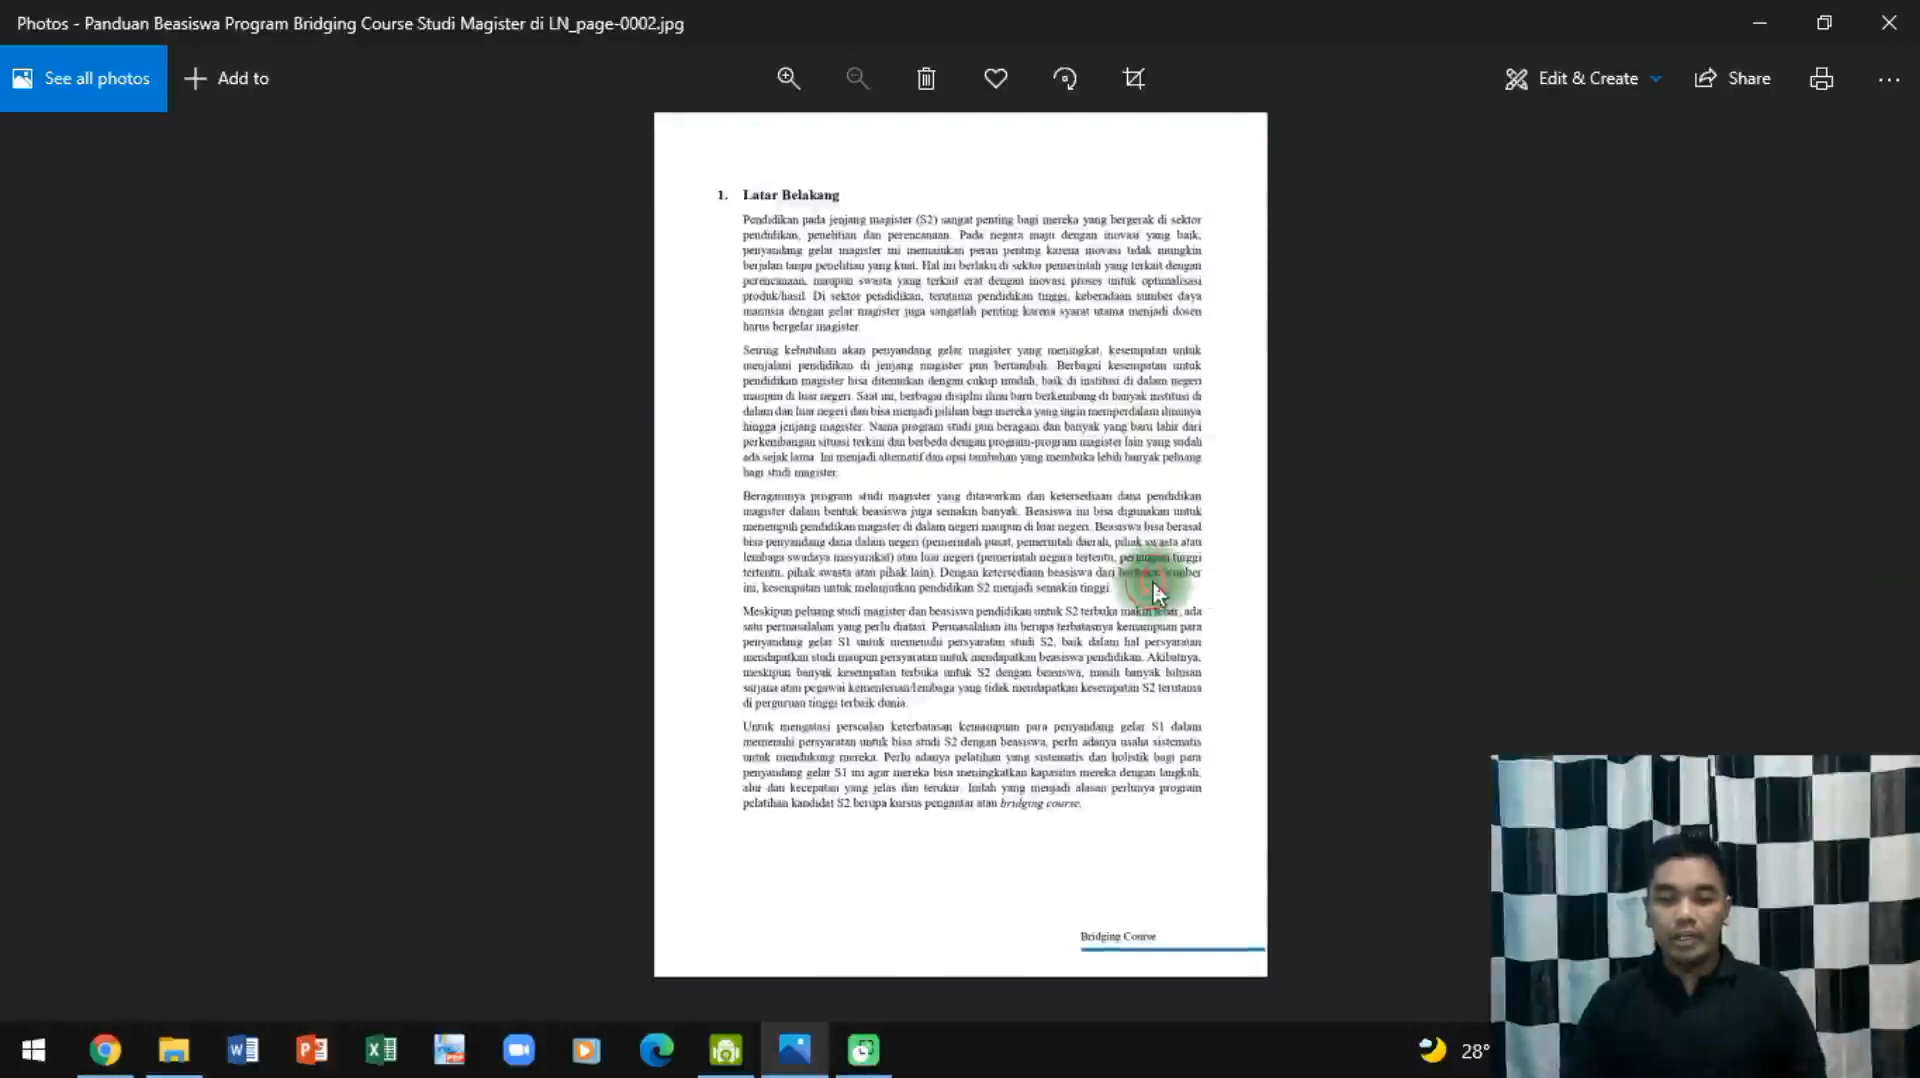 Photos - Panduan Beasiswa Program Bridging Course Studi Magister di LN_page-0002.jpg
See all photos
Add to
Edit & Create
Share
1. Latar Belakang
Pendidikan pada jenjang magister (S2) sangat penting bagi mereka yang bergerak di sektor
pendidikan, penelitian dan perencanaan. Pada negara maju dengan inovasi yang baik,
penyandang gelar magister ini memainkan peran penting karena inovasi tidak mungkin
berjalan tanpa penelitian yang kuat. Hal ini berlaku di sektor pemerintah yang terkait dengan
perencanaan, maupun swasta yang terkait erat dengan inovasi proses untuk optimalisasi
produk/hasil. Di sektor pendidikan, terutama pendidikan tinggi, keberadaan sumber daya
manusia dengan gelar magister juga sangatlah penting karena syarat utama menjadi dosen
harus bergelar magister.
Seiring kebutuhan akan penyandang gelar magister yang meningkat, kesempatan untuk
menjalani pendidikan di jenjang magister pun bertambah. Berbagai kesempatan untuk
pendidikan magister bisa ditemukan dengan cukup mudah, baik di institusi di dalam negeri
maupun di luar negeri. Saat ini, berbagai disiplin ilmu baru berkembang di banyak institusi di
dalam dan luar negeri dan bisa menjadi pilihan bagi mereka yang ingin memperdalam ilmunya
hingga jenjang magister. Nama program studi pun beragam dan banyak yang baru lahir dari
perkembangan situasi terkini dan berbeda dengan program-program magister lain yang sudah
ada sejak lama. Ini menjadi alternatif dan opsi tambahan yang membuka lebih banyak peluang
bagi studi magister.
Beragamnya program studi magister yang ditawarkan dan ketersediaan dana pendidikan
magister dalam bentuk beasiswa juga semakin banyak. Beasiswa ini bisa digunakan untuk
menempuh pendidikan magister di dalam negeri maupun di luar negeri. Beasiswa bisa berasal
bisa penyandang dana dalam negeri (pemerintah pusat, pemerintah daerah, pihak swasta atau
lembaga swadaya masyarakat) atau luar negeri (pemerintah negara tertentu, perguruan tinggi
tertentu, pihak swasta atau pihak lain). Dengan ketersediaan beasiswa dari berbagai sumber
ini, kesempatan untuk melanjutkan pendidikan S2 menjadi semakin tinggi.
Meskipun peluang studi magister dan beasiswa pendidikan untuk S2 terbuka makin lebar, ada
satu permasalahan yang perlu diatasi. Permasalahan itu berupa terbatasnya kemampuan para
penyandang gelar S1 untuk memenuhi persyaratan studi S2, baik dalam hal persyaratan
mendapatkan studi maupun persyaratan untuk mendapatkan beasiswa pendidikan. Akibatnya,
meskipun banyak kesempatan terbuka untuk S2 dengan beasiswa, masih banyak lulusan
sarjana atau pegawai kementerian/lembaga yang tidak mendapatkan kesempatan S2 terutama
di perguruan tinggi terbaik dunia.
Untuk mengatasi persoalan keterbatasan kemampuan para penyandang gelar S1 dalam
memenuhi persyaratan untuk bisa studi S2 dengan beasiswa, perlu adanya usaha sistematis
untuk mendukung mereka. Perlu adanya pelatihan yang sistematis dan holistik bagi para
penyandang gelar S1 ini agar mereka bisa meningkatkan kapasitas mereka dengan langkah,
alur dan kecepatan yang jelas dan terukur. Inilah yang menjadi alasan perlunya program
pelatihan kandidat S2 berupa kursus pengantar atau bridging course.
Bridging Course
28°